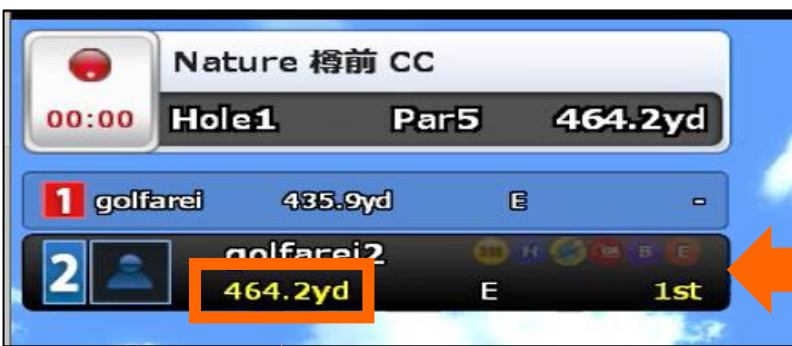 Nature 樽前 CC
00:00 Hole1 Par5 464.2yd
1 golfarei 435.9yd E -
2 golfarei2
464.2yd E 1st